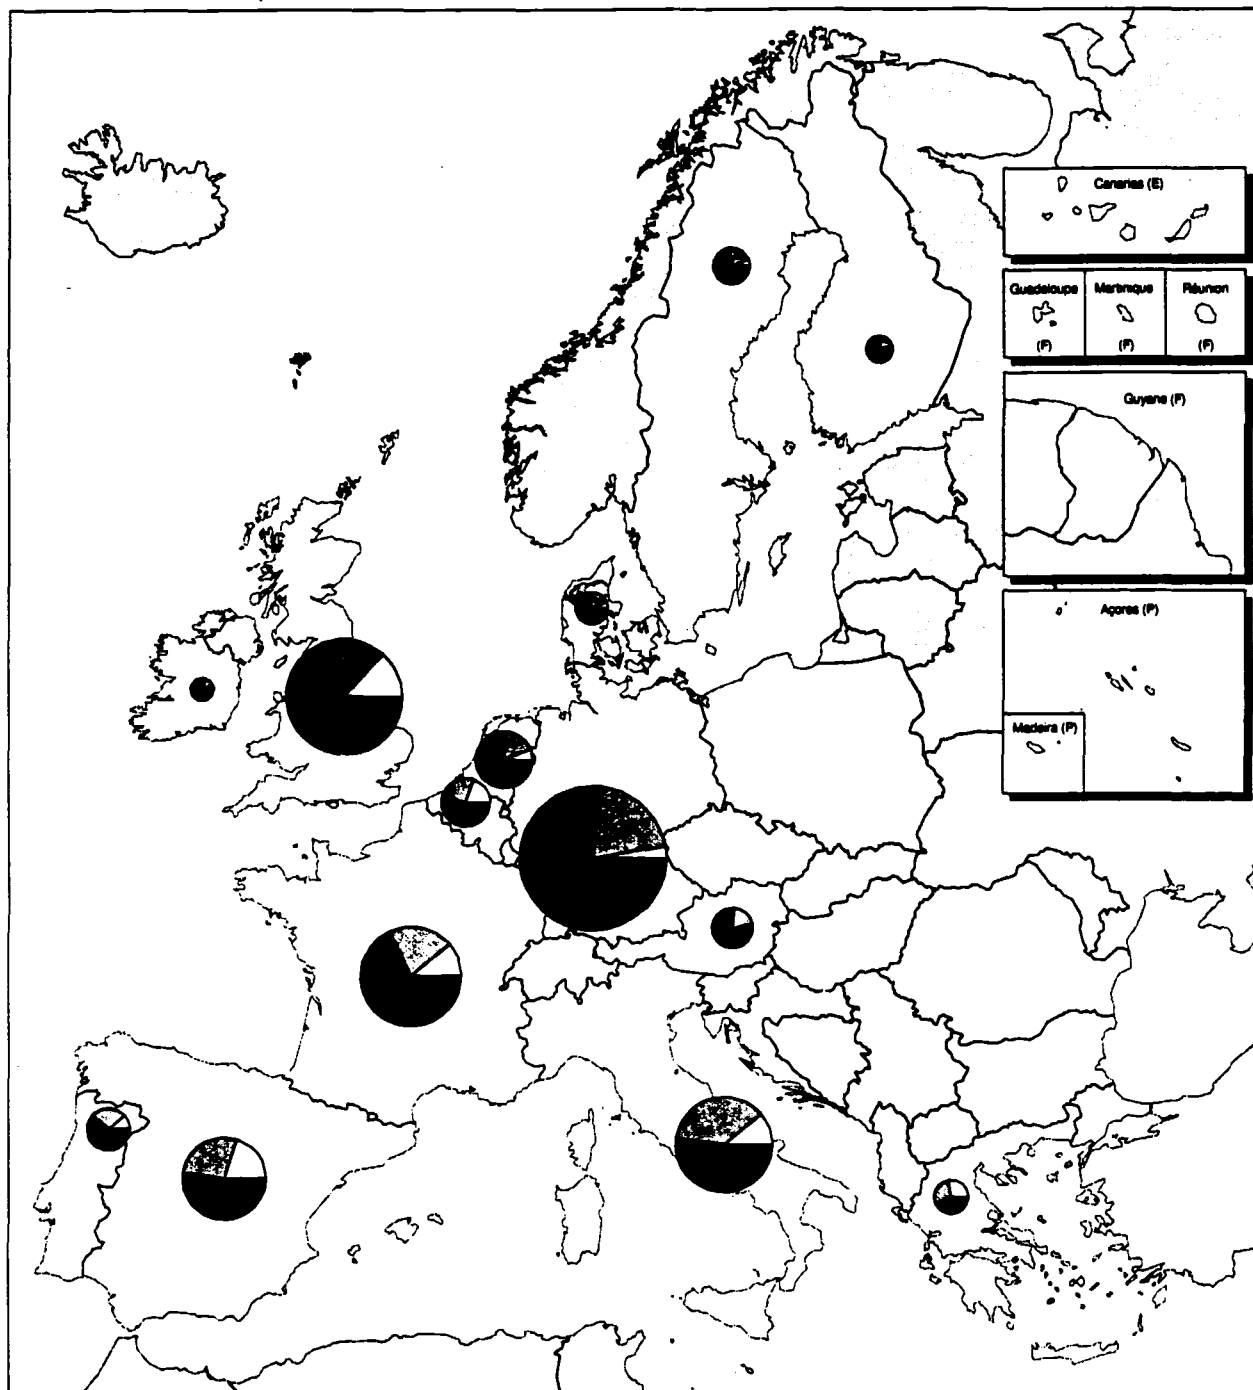 Canarias (E)
Guadeloupe Martinique Réunion
(F) (F) (F)
Guyane (F)
Açores (P)
Madeira (P)